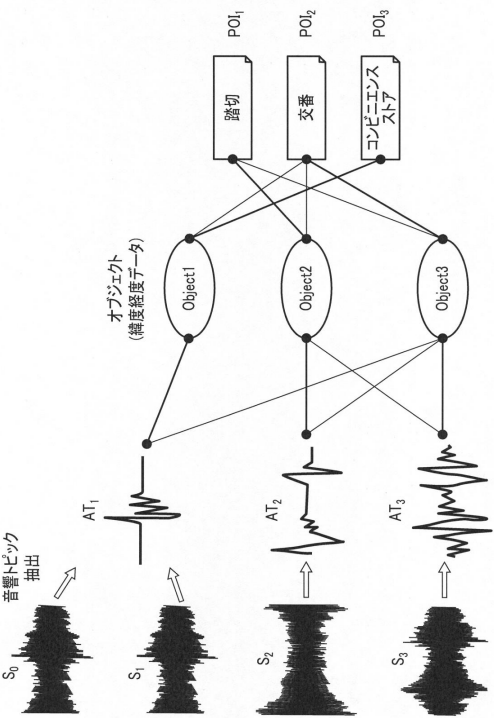 音響トピック
抽出
S0
S1
S2
S3
AT1
AT2
AT3
オブジェクト
(緯度経度データ)
Object1
Object2
Object3
踏切
交番
コンビニエンス
ストア
POI1
POI2
POI3